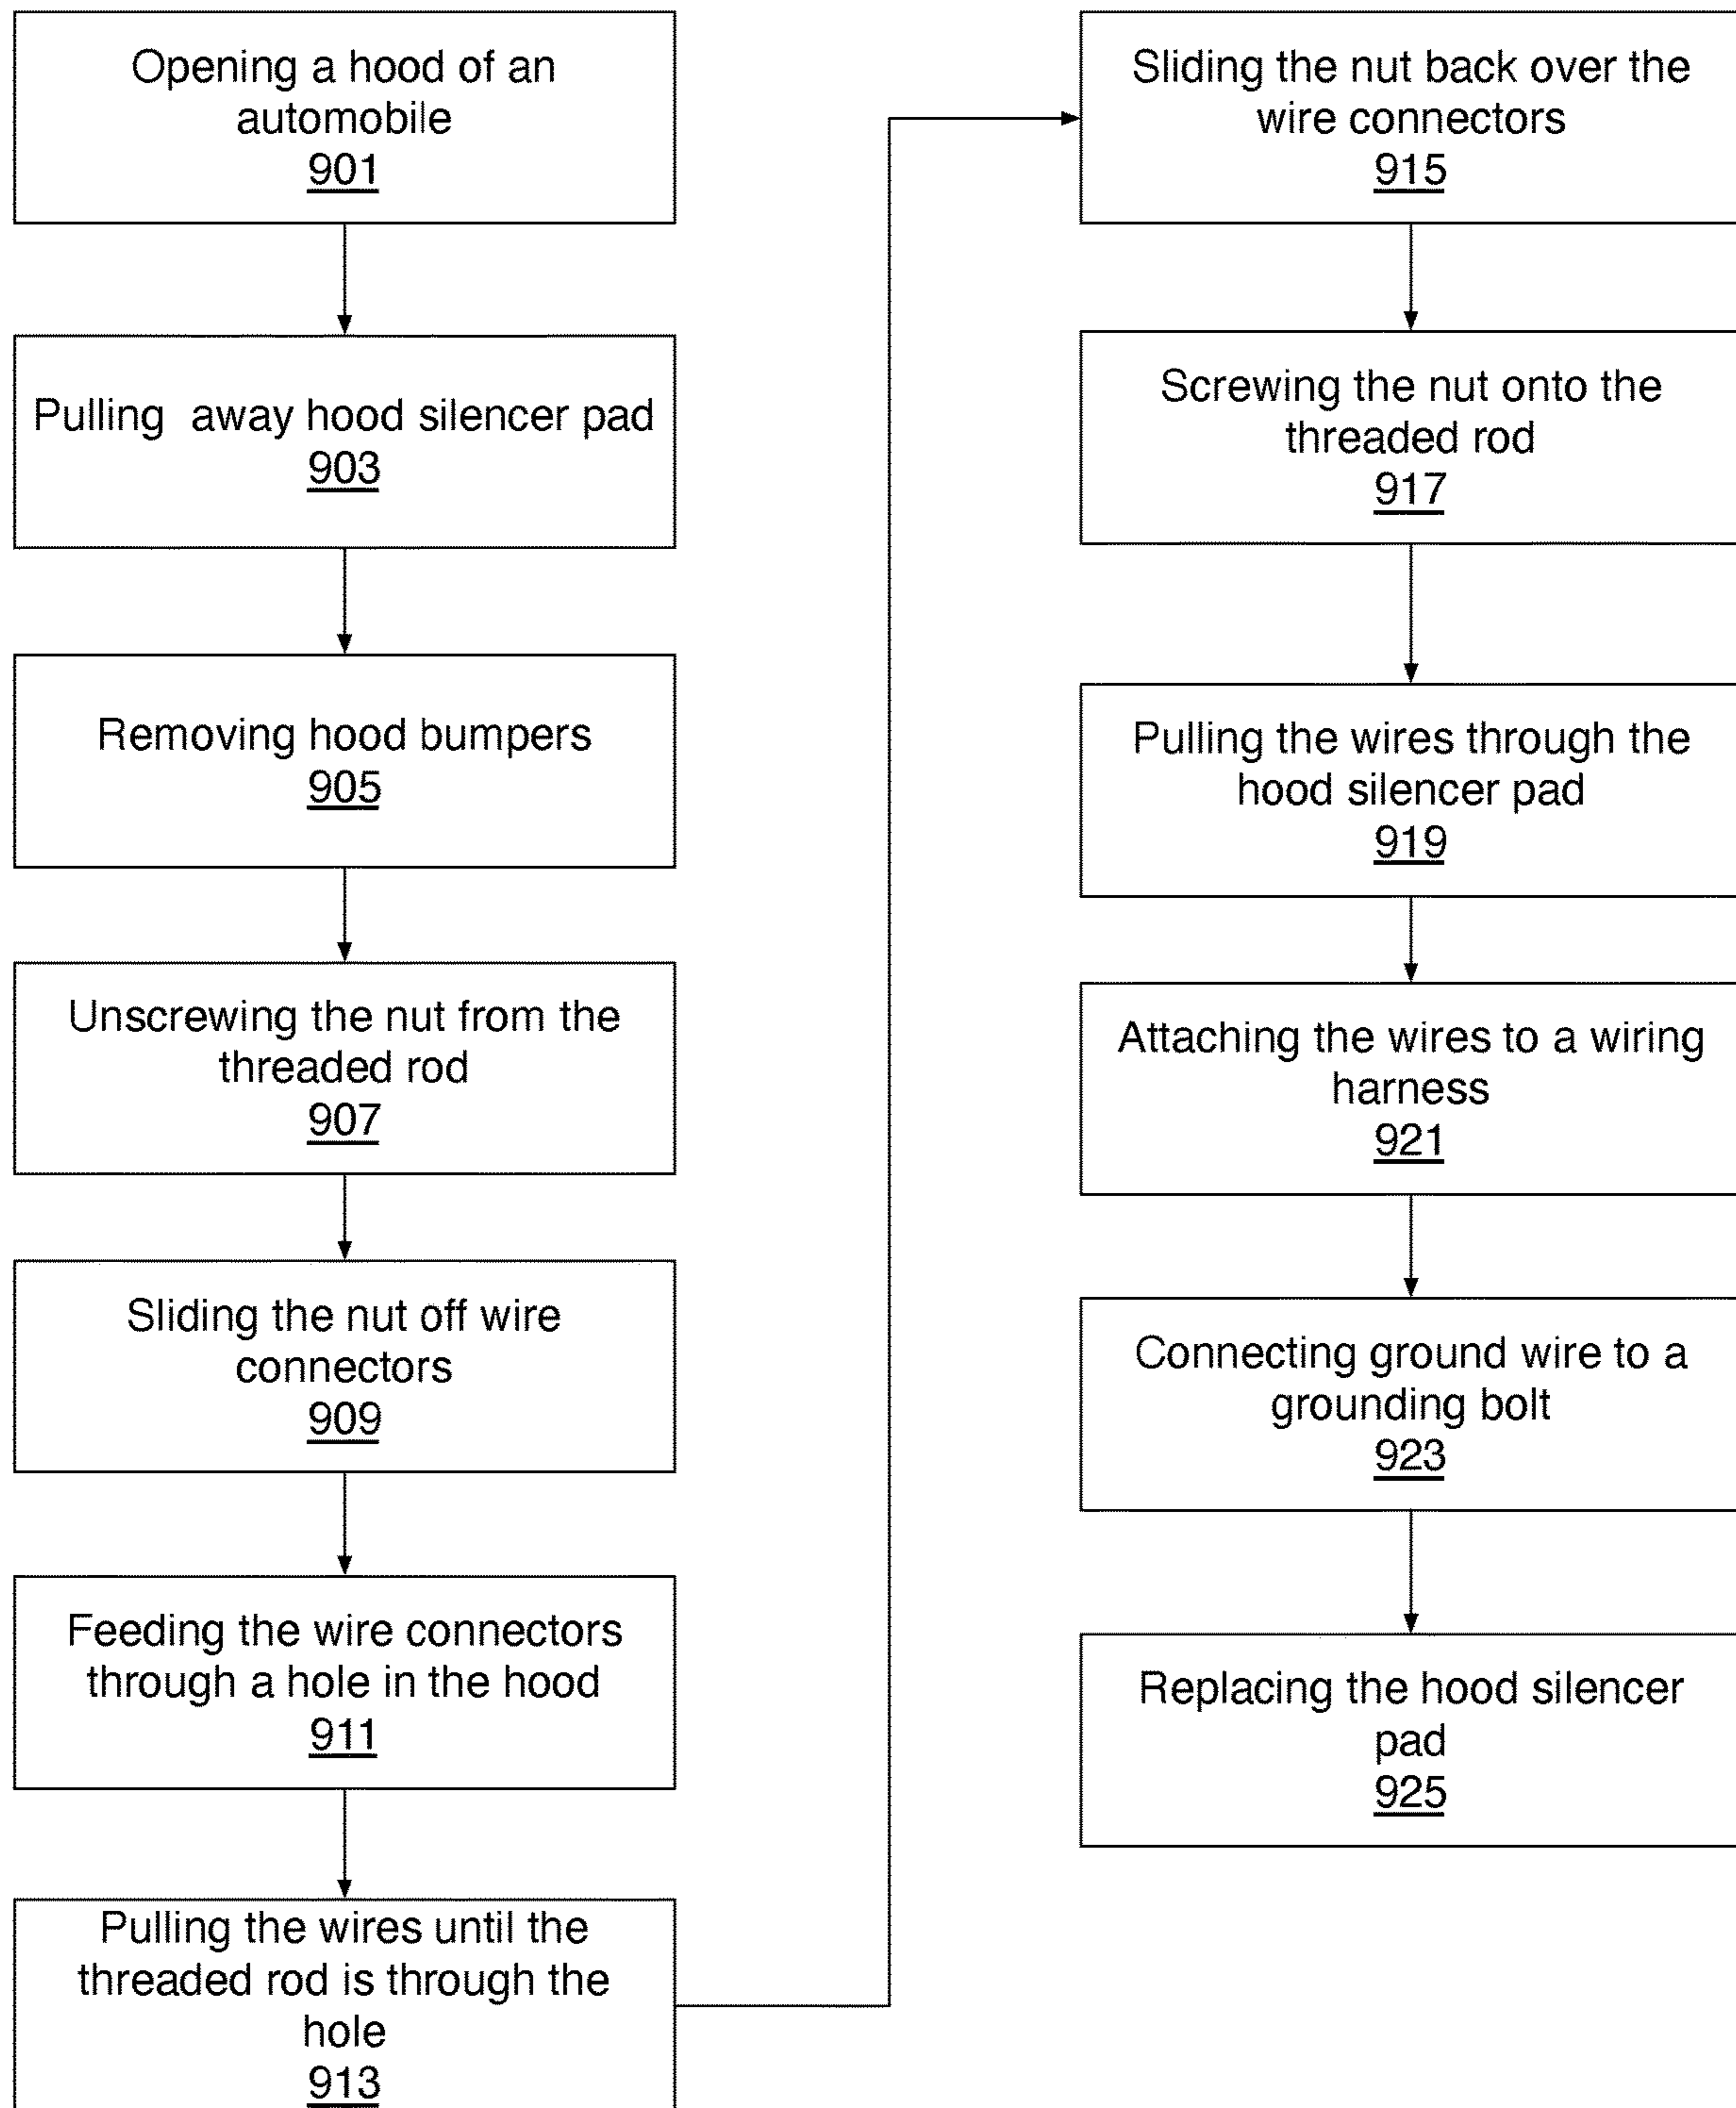 Opening a hood of an
automobile
901
Pulling away hood silencer pad
903
Removing hood bumpers
905
Unscrewing the nut from the
threaded rod
907
Sliding the nut off wire
connectors
909
Feeding the wire connectors
through a hole in the hood
911
Pulling the wires until the
threaded rod is through the
hole
913
Sliding the nut back over the
wire connectors
915
Screwing the nut onto the
threaded rod
917
Pulling the wires through the
hood silencer pad
919
Attaching the wires to a wiring
harness
921
Connecting ground wire to a
grounding bolt
923
Replacing the hood silencer
pad
925